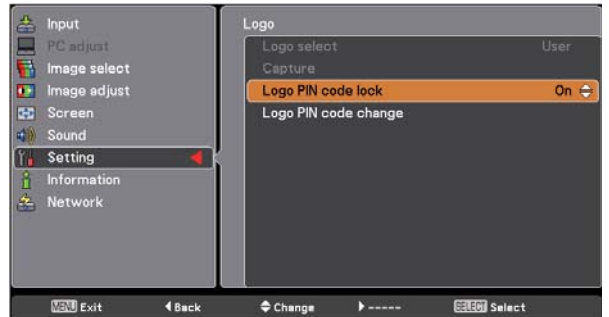 Input
PC adjust
Image select
Image adjust
Screen
Sound
Setting
Information
Network
Logo
Logo select User
Capture
Logo PIN code lock On
Logo PIN code change
MENU Exit Back Change ----- SELECT Select